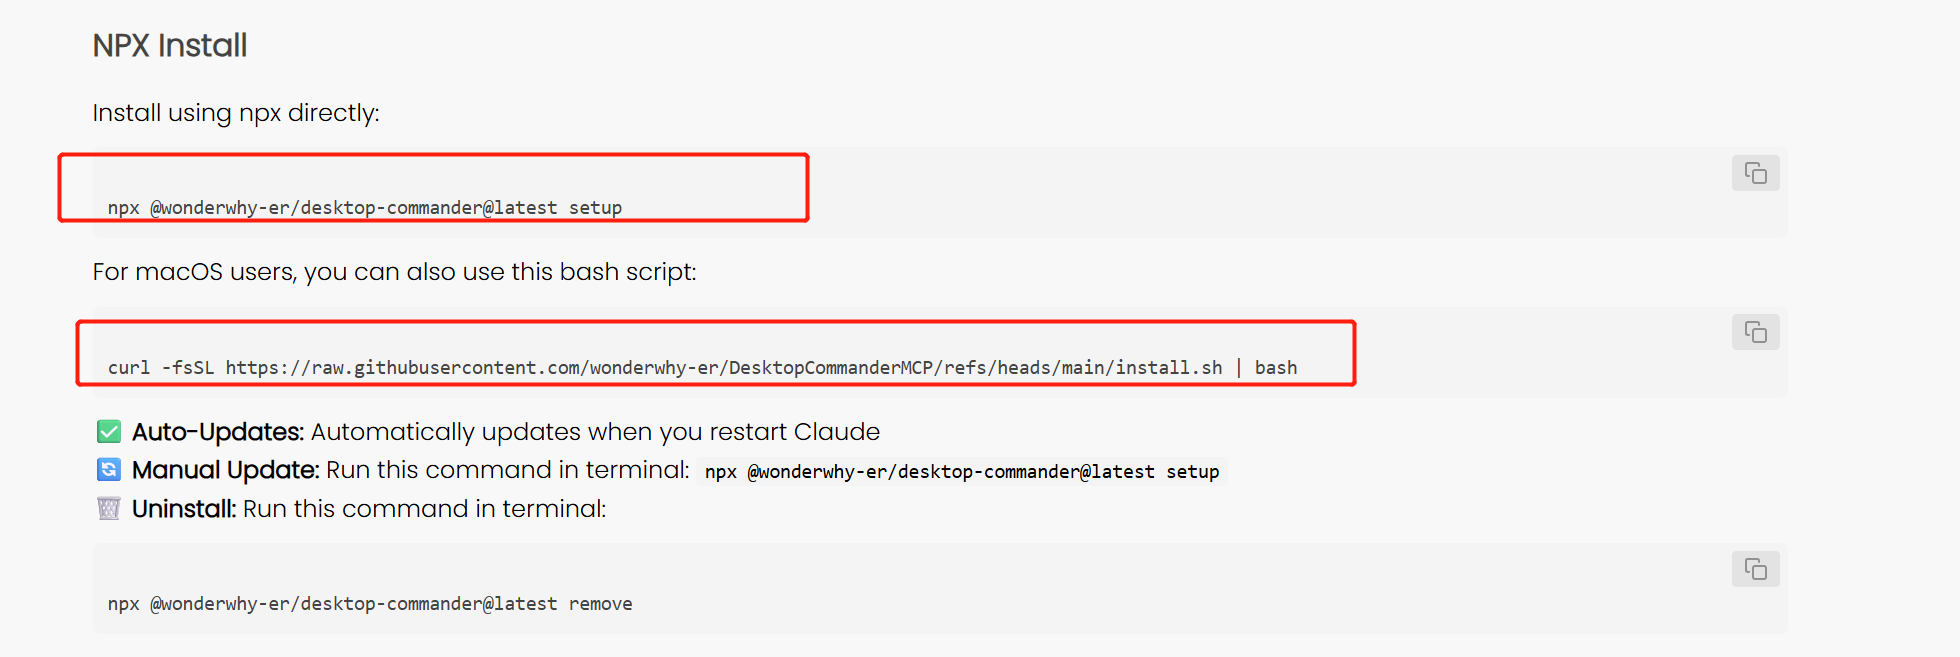 NPX Install
Install using npx directly:
npx @wonderwhy-er/desktop-commander@latest setup
For macOS users, you can also use this bash script:
curl -fsSL https://raw.githubusercontent.com/wonderwhy-er/DesktopCommanderMCP/refs/heads/main/install.sh | bash
✅ Auto-Updates: Automatically updates when you restart Claude
🔄 Manual Update: Run this command in terminal: npx @wonderwhy-er/desktop-commander@latest setup
🗑️ Uninstall: Run this command in terminal:
npx @wonderwhy-er/desktop-commander@latest remove